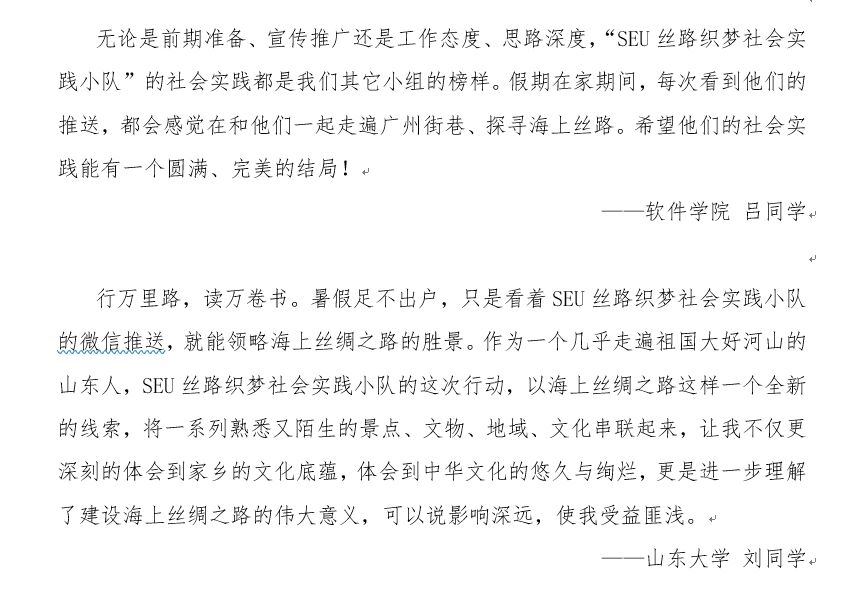 无论是前期准备、宣传推广还是工作态度、思路深度，“SEU 丝路织梦社会实
践小队”的社会实践都是我们其它小组的榜样。假期在家期间，每次看到他们的
推送，都会感觉在和他们一起走遍广州街巷、探寻海上丝路。希望他们的社会实
践能有一个圆满、完美的结局！
——软件学院 吕同学
行万里路，读万卷书。暑假足不出户，只是看着 SEU 丝路织梦社会实践小队
的微信推送，就能领略海上丝绸之路的胜景。作为一个几乎走遍祖国大好河山的
山东人，SEU 丝路织梦社会实践小队的这次行动，以海上丝绸之路这样一个全新
的线索，将一系列熟悉又陌生的景点、文物、地域、文化串联起来，让我不仅更
深刻的体会到家乡的文化底蕴，体会到中华文化的悠久与绚烂，更是进一步理解
了建设海上丝绸之路的伟大意义，可以说影响深远，使我受益匪浅。
——山东大学 刘同学